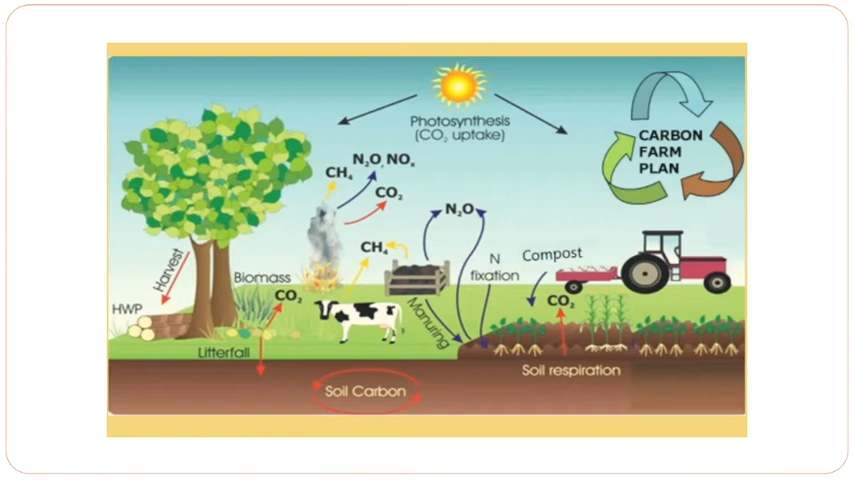 Photosynthesis
(CO₂ uptake)
CARBON
FARM
PLAN
N₂O, NOₓ
CH₄
CO₂
N₂O
CH₄
N
fixation
Compost
Harvest
Biomass
CO₂
HWP
Manuring
CO₂
Litterfall
Soil respiration
Soil Carbon